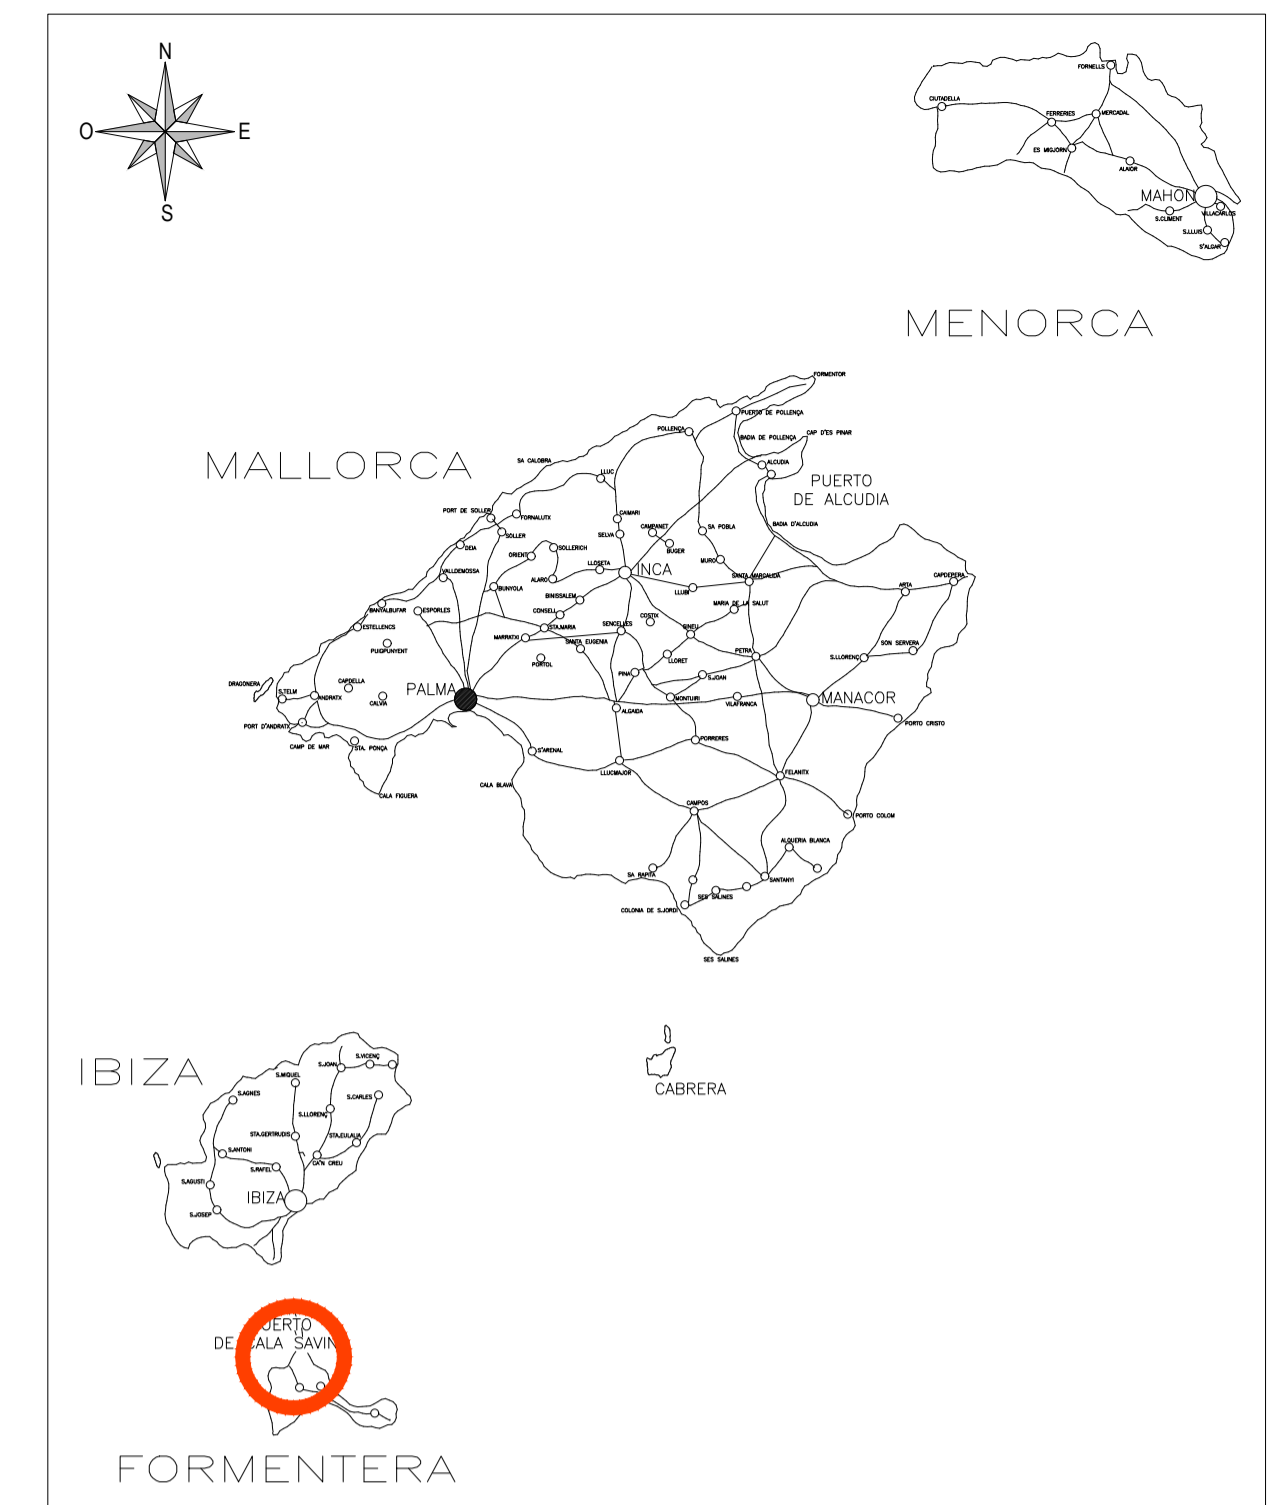 N
O
E
S
FORNELLS
CIUTADELLA
FERRERIES
MERCADAL
ES MIGJORN
ALAIOR
MAHON
S.CLIMENT
VILLACARLOS
S.LLUIS
S'ALGAR
MENORCA
MALLORCA
FORMENTOR
PUERTO DE POLLENÇA
POLLENÇA
BADIA DE POLLENÇA
CAP D'ES PINAR
SA CALOBRA
ALCUDIA
LLUC
PUERTO
DE ALCUDIA
PORT DE SOLLER
FORNALUTX
CAIMARI
BADIA D'ALCUDIA
SOLLER
SELVA
CAMPANET
SA POBLA
DEIA
ORIENT
SOLLERICH
BUGER
MURO
VALLDEMOSSA
LLOSETA
INCA
SANTA MARGALIDA
CAPDEPERA
ALARO
BUNYOLA
LLUBI
ARTA
BINISSALEM
BANYALBUFAR
ESPORLES
CONSELL
COSTIX
MARIA DE LA SALUT
ESTELLENCS
STA.MARIA
SENCELLES
SINEU
MARRATXI
SANTA EUGENIA
SON SERVERA
PUIGPUNYENT
PORTOL
LLORET
PETRA
S.LLORENÇ
PINA
S.JOAN
DRAGONERA
CAPDELLA
PALMA
S.TELM
ANDRATX
CALVIA
MONTUIRI
VILAFRANCA
MANACOR
ALGAIDA
PORT D'ANDRATX
PORTO CRISTO
CAMP DE MAR
STA. PONÇA
S'ARENAL
PORRERES
LLUCMAJOR
FELANITX
CALA FIGUERA
CALA BLAVA
CAMPOS
PORTO COLOM
ALQUERIA BLANCA
SA RAPITA
SANTANYI
SES SALINES
COLONIA DE S.JORDI
SES SALINES
IBIZA
CABRERA
S.JOAN
S.VICENÇ
S.MIQUEL
S.AGNES
S.CARLES
S.LLORENÇ
STA.GERTRUDIS
STA.EULALIA
S.ANTONI
S.RAFEL
CA'N CREU
S.AGUSTI
IBIZA
S.JOSEP
UERTO
DE CALA SAVIN
FORMENTERA